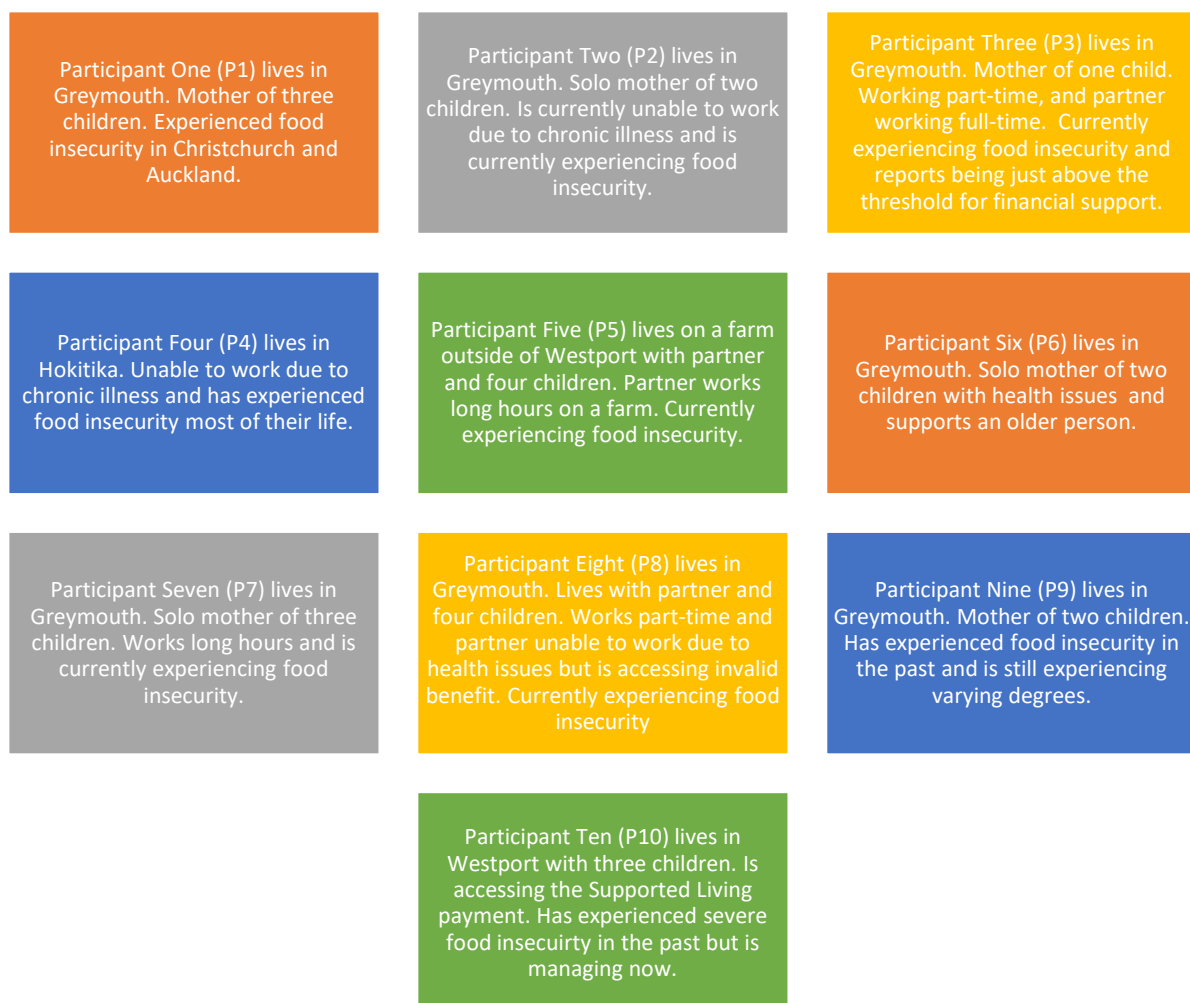 Participant One (P1) lives in
Greymouth. Mother of three
children. Experienced food
insecurity in Christchurch and
Auckland.
Participant Two (P2) lives in
Greymouth. Solo mother of two
children. Is currently unable to work
due to chronic illness and is
currently experiencing food
insecurity.
Participant Three (P3) lives in
Greymouth. Mother of one child.
Working part-time, and partner
working full-time. Currently
experiencing food insecurity and
reports being just above the
threshold for financial support.
Participant Four (P4) lives in
Hokitika. Unable to work due to
chronic illness and has experienced
food insecurity most of their life.
Participant Five (P5) lives on a farm
outside of Westport with partner
and four children. Partner works
long hours on a farm. Currently
experiencing food insecurity.
Participant Six (P6) lives in
Greymouth. Solo mother of two
children with health issues and
supports an older person.
Participant Seven (P7) lives in
Greymouth. Solo mother of three
children. Works long hours and is
currently experiencing food
insecurity.
Participant Eight (P8) lives in
Greymouth. Lives with partner and
four children. Works part-time and
partner unable to work due to
health issues but is accessing invalid
benefit. Currently experiencing food
insecurity
Participant Nine (P9) lives in
Greymouth. Mother of two children.
Has experienced food insecurity in
the past and is still experiencing
varying degrees.
Participant Ten (P10) lives in
Westport with three children. Is
accessing the Supported Living
payment. Has experienced severe
food insecuirty in the past but is
managing now.